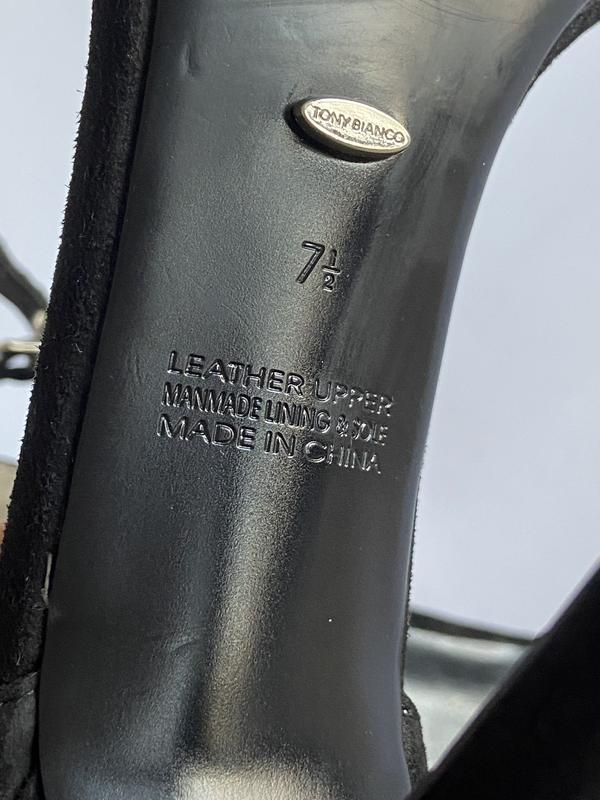 TONY BIANCO
7½
LEATHER UPPER
MANMADE LINING & SOLE
MADE IN CHINA